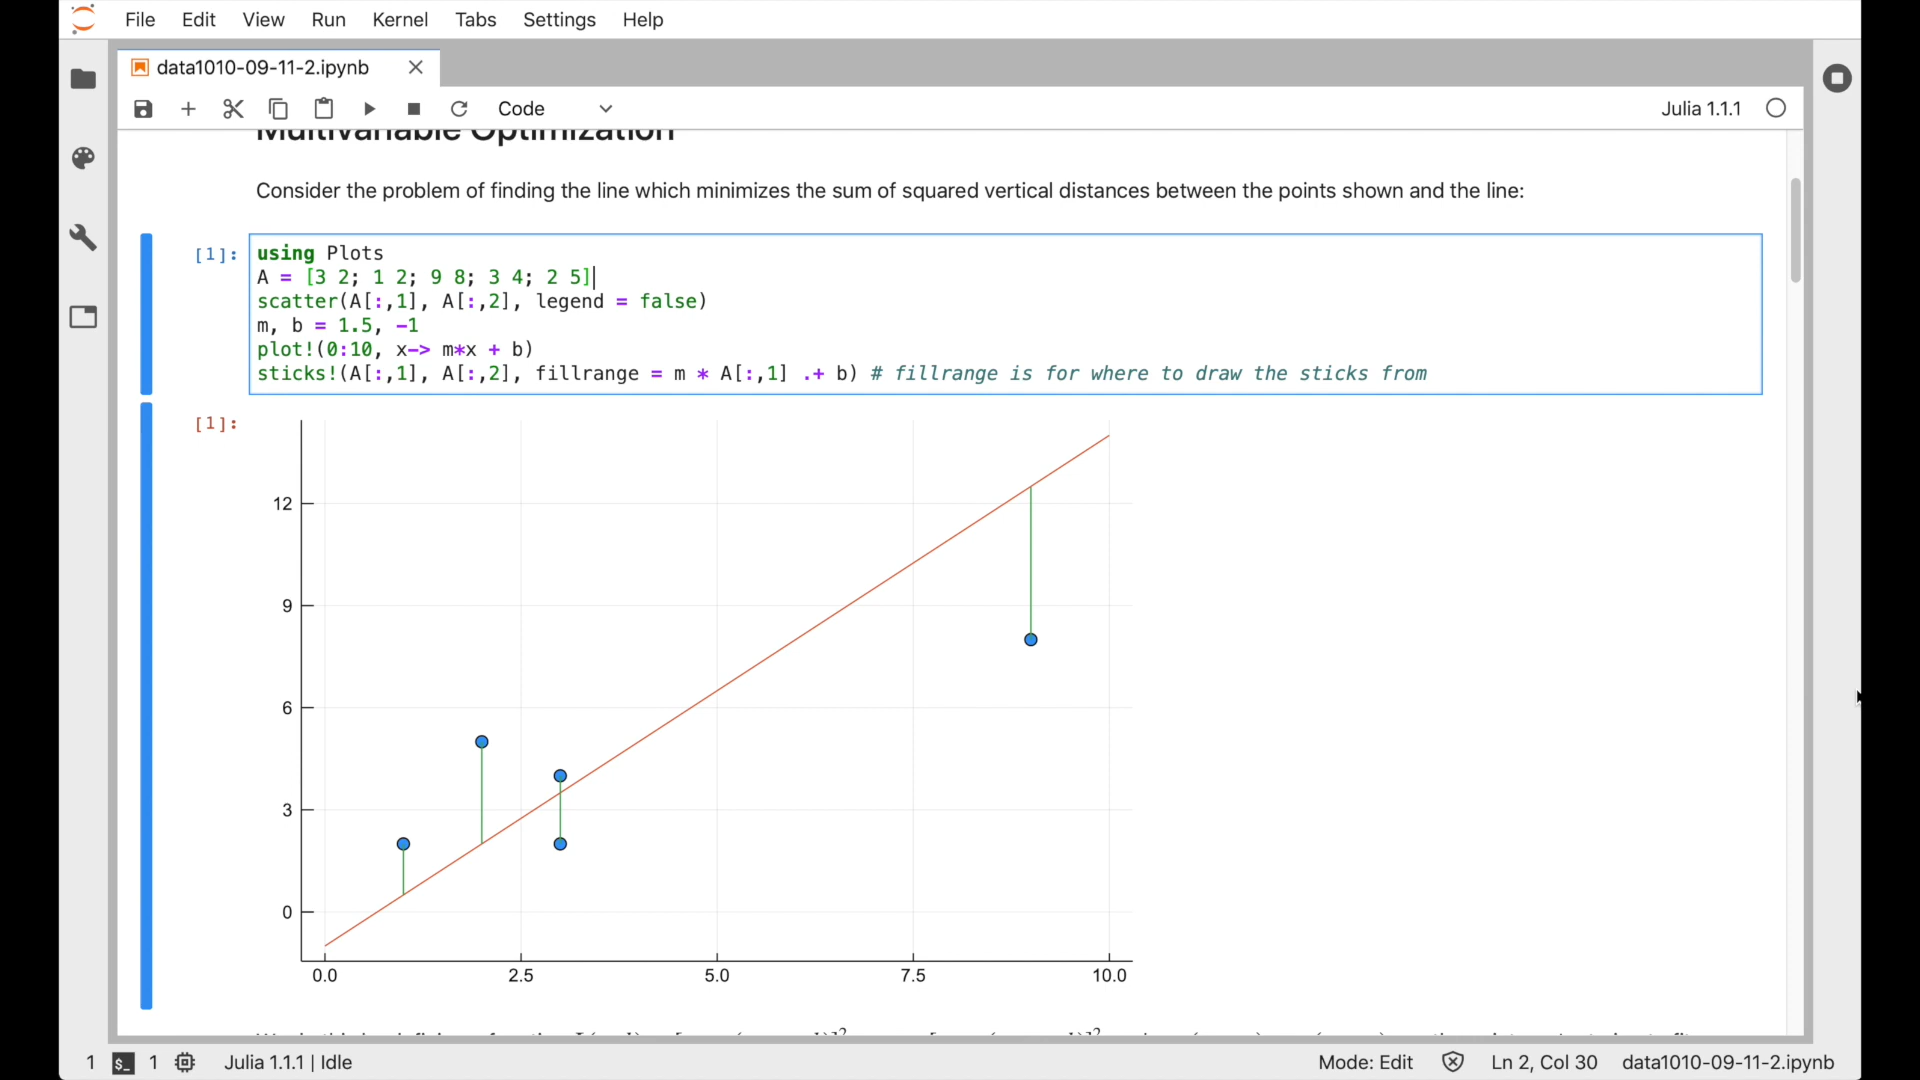 File Edit View Run Kernel Tabs Settings Help
data1010-09-11-2.ipynb
Code
Julia 1.1.1
Multivariable Optimization
Consider the problem of finding the line which minimizes the sum of squared vertical distances between the points shown and the line:
[1]:
using Plots
A = [3 2; 1 2; 9 8; 3 4; 2 5]
scatter(A[:,1], A[:,2], legend = false)
m, b = 1.5, -1
plot!(0:10, x-> m*x + b)
sticks!(A[:,1], A[:,2], fillrange = m * A[:,1] .+ b) # fillrange is for where to draw the sticks from
[1]:
12
9
6
3
0
0.0 2.5 5.0 7.5 10.0
1 $_ 1 Julia 1.1.1 | Idle Mode: Edit Ln 2, Col 30 data1010-09-11-2.ipynb